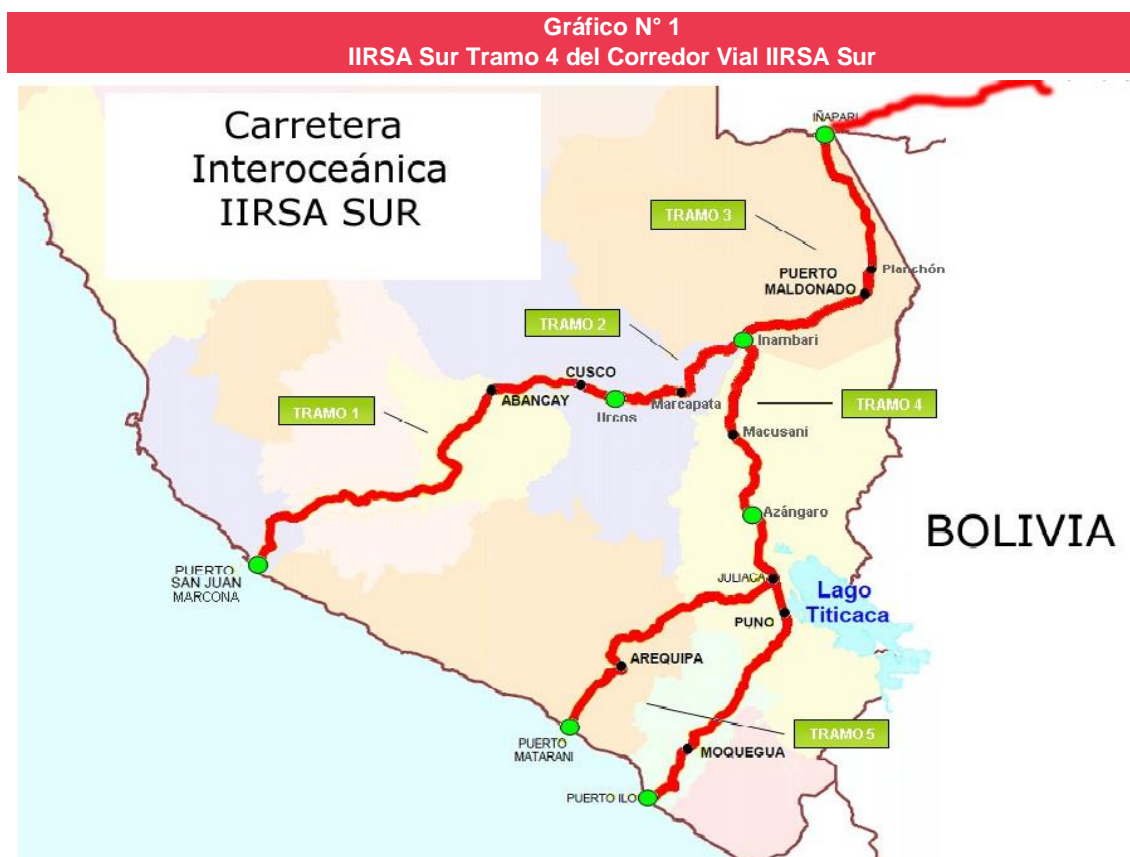 Gráfico N° 1
IIRSA Sur Tramo 4 del Corredor Vial IIRSA Sur
Carretera
Interoceánica
IIRSA SUR
IÑAPARI
TRAMO 3
Planchón
PUERTO
MALDONADO
TRAMO 2
Inambari
CUSCO
ABANCAY
Urcos
Marcapata
TRAMO 1
TRAMO 4
Macusani
Azángaro
BOLIVIA
PUERTO
SAN JUAN
MARCONA
JULIACA
Lago
Titicaca
PUNO
AREQUIPA
TRAMO 5
PUERTO
MATARANI
MOQUEGUA
PUERTO ILO